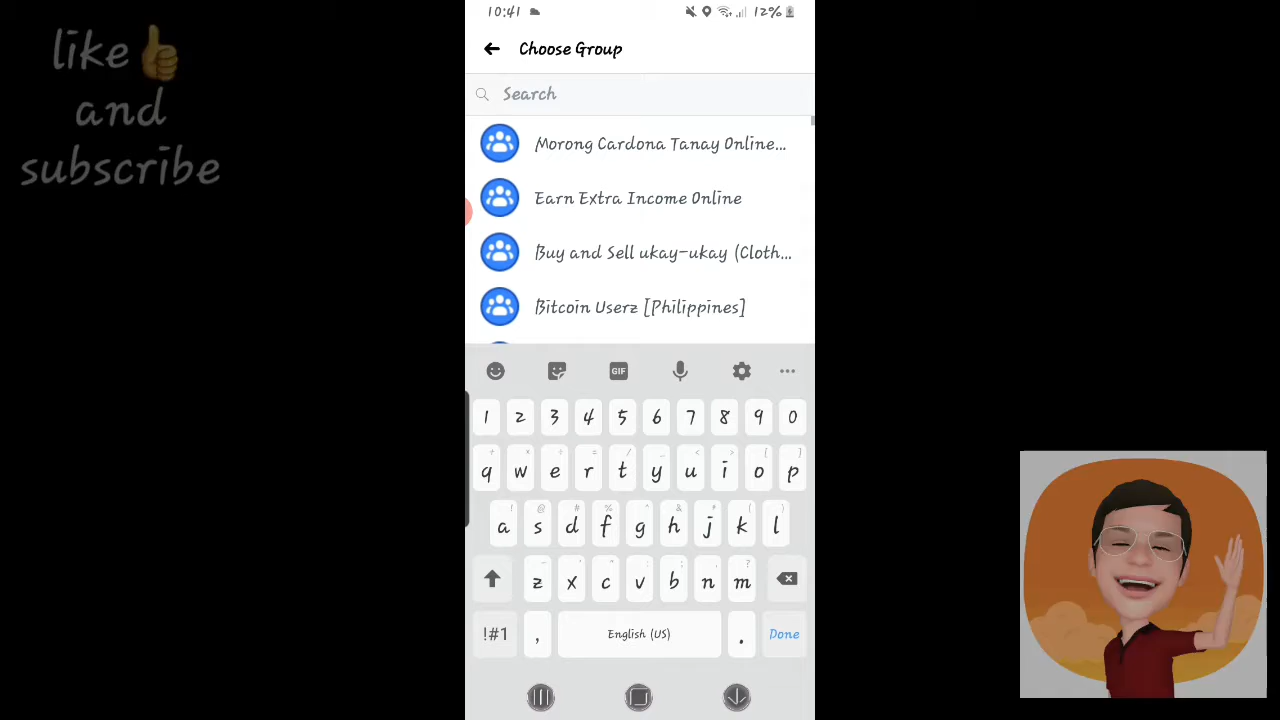 like 👍
and
subscribe
10:41
12%
Choose Group
Search
Morong Cardona Tanay Online...
Earn Extra Income Online
Buy and Sell ukay-ukay (Cloth...
Bitcoin Userz [Philippines]
GIF
1 2 3 4 5 6 7 8 9 0
q w e r t y u i o p
a s d f g h j k l
z x c v b n m
!#1 , English (US) . Done